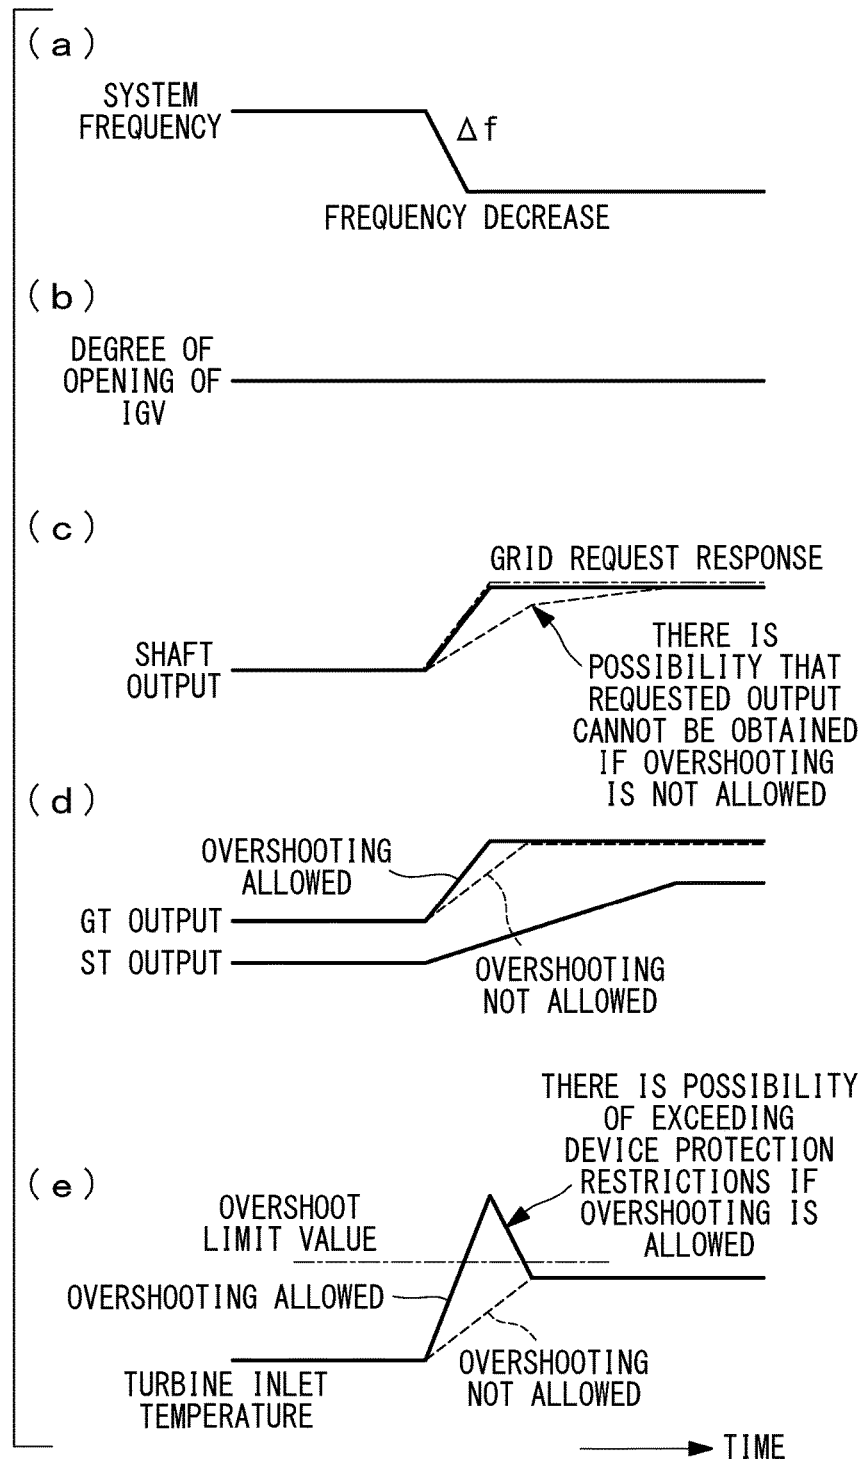 (a)
SYSTEM
FREQUENCY
Δf
FREQUENCY DECREASE
(b)
DEGREE OF
OPENING OF
IGV
(c)
GRID REQUEST RESPONSE
SHAFT
OUTPUT
THERE IS
POSSIBILITY THAT
REQUESTED OUTPUT
CANNOT BE OBTAINED
IF OVERSHOOTING
IS NOT ALLOWED
(d)
OVERSHOOTING
ALLOWED
GT OUTPUT
ST OUTPUT
OVERSHOOTING
NOT ALLOWED
(e)
THERE IS POSSIBILITY
OF EXCEEDING
DEVICE PROTECTION
RESTRICTIONS IF
OVERSHOOTING IS
ALLOWED
OVERSHOOT
LIMIT VALUE
OVERSHOOTING ALLOWED
OVERSHOOTING
NOT ALLOWED
TURBINE INLET
TEMPERATURE
TIME